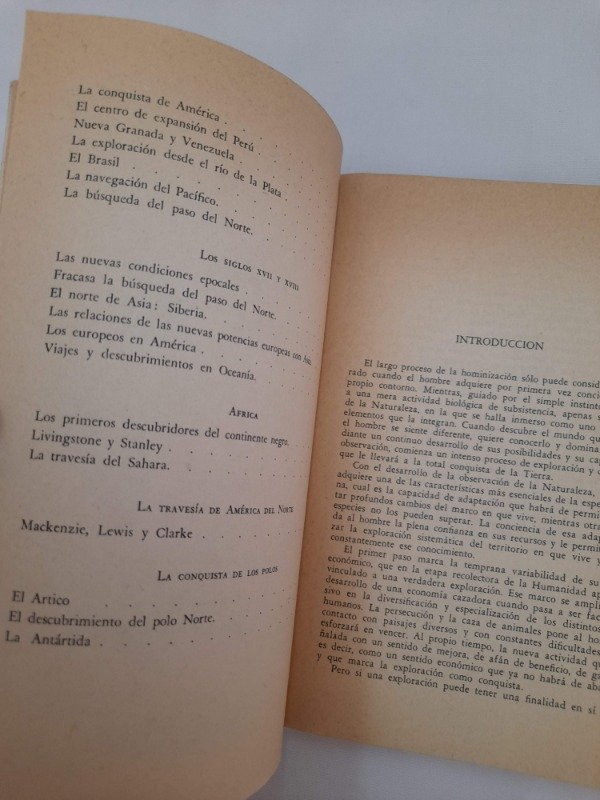 La conquista de América
El centro de expansión del Perú
Nueva Granada y Venezuela
La exploración desde el río de la Plata
El Brasil
La navegación del Pacífico.
La búsqueda del paso del Norte.
Los siglos XVII y XVIII
Las nuevas condiciones epocales
Fracasa la búsqueda del paso del Norte.
El norte de Asia: Siberia.
Las relaciones de las nuevas potencias europeas con Asia.
Los europeos en América
Viajes y descubrimientos en Oceanía.
Africa
Los primeros descubridores del continente negro.
Livingstone y Stanley
La travesía del Sahara.
La travesía de América del Norte
Mackenzie, Lewis y Clarke
La conquista de los polos
El Artico
El descubrimiento del polo Norte.
La Antártida
INTRODUCCION
El largo proceso de la hominización sólo puede consid
rado cuando el hombre adquiere por primera vez concie
propio contorno. Mientras, guiado por el simple instinto
a una mera actividad biológica de subsistencia, apenas s
de la Naturaleza, en la que se halla inmerso como uno
elementos que la integran. Cuando descubre el mundo qu
el hombre se siente diferente, quiere conocerlo y domina
diante un continuo desarrollo de sus posibilidades y su cap
observación, comienza un intenso proceso de exploración y
que le llevará a la total conquista de la Tierra.
Con el desarrollo de la observación de la Naturaleza,
adquiere una de las características más esenciales de la espe
na, cual es la capacidad de adaptación que habrá de permi
tar profundos cambios del marco en que vive, mientras otra
especies no los pueden superar. La conciencia de esa adap
da al hombre la plena confianza en sus recursos y le permit
zar la exploración sistemática del territorio en que vive y
constantemente ese conocimiento.
El primer paso marca la temprana variabilidad de su
económico, que en la etapa recolectora de la Humanidad ap
vinculado a una verdadera exploración. Ese marco se ampli
desarrollo de una economía cazadora cuando pasa a ser fac
sivo en la diversificación y especialización de los distintos
humanos. La persecución y la caza de animales pone al ho
contacto con paisajes diversos y con constantes dificultades
esforzará en vencer. Al propio tiempo, la nueva actividad qu
ñalada con un sentido de mejora, de afán de beneficio, de g
es decir, como un sentido económico que ya no habrá de aba
y que marca la exploración como conquista.
Pero si una exploración puede tener una finalidad en sí